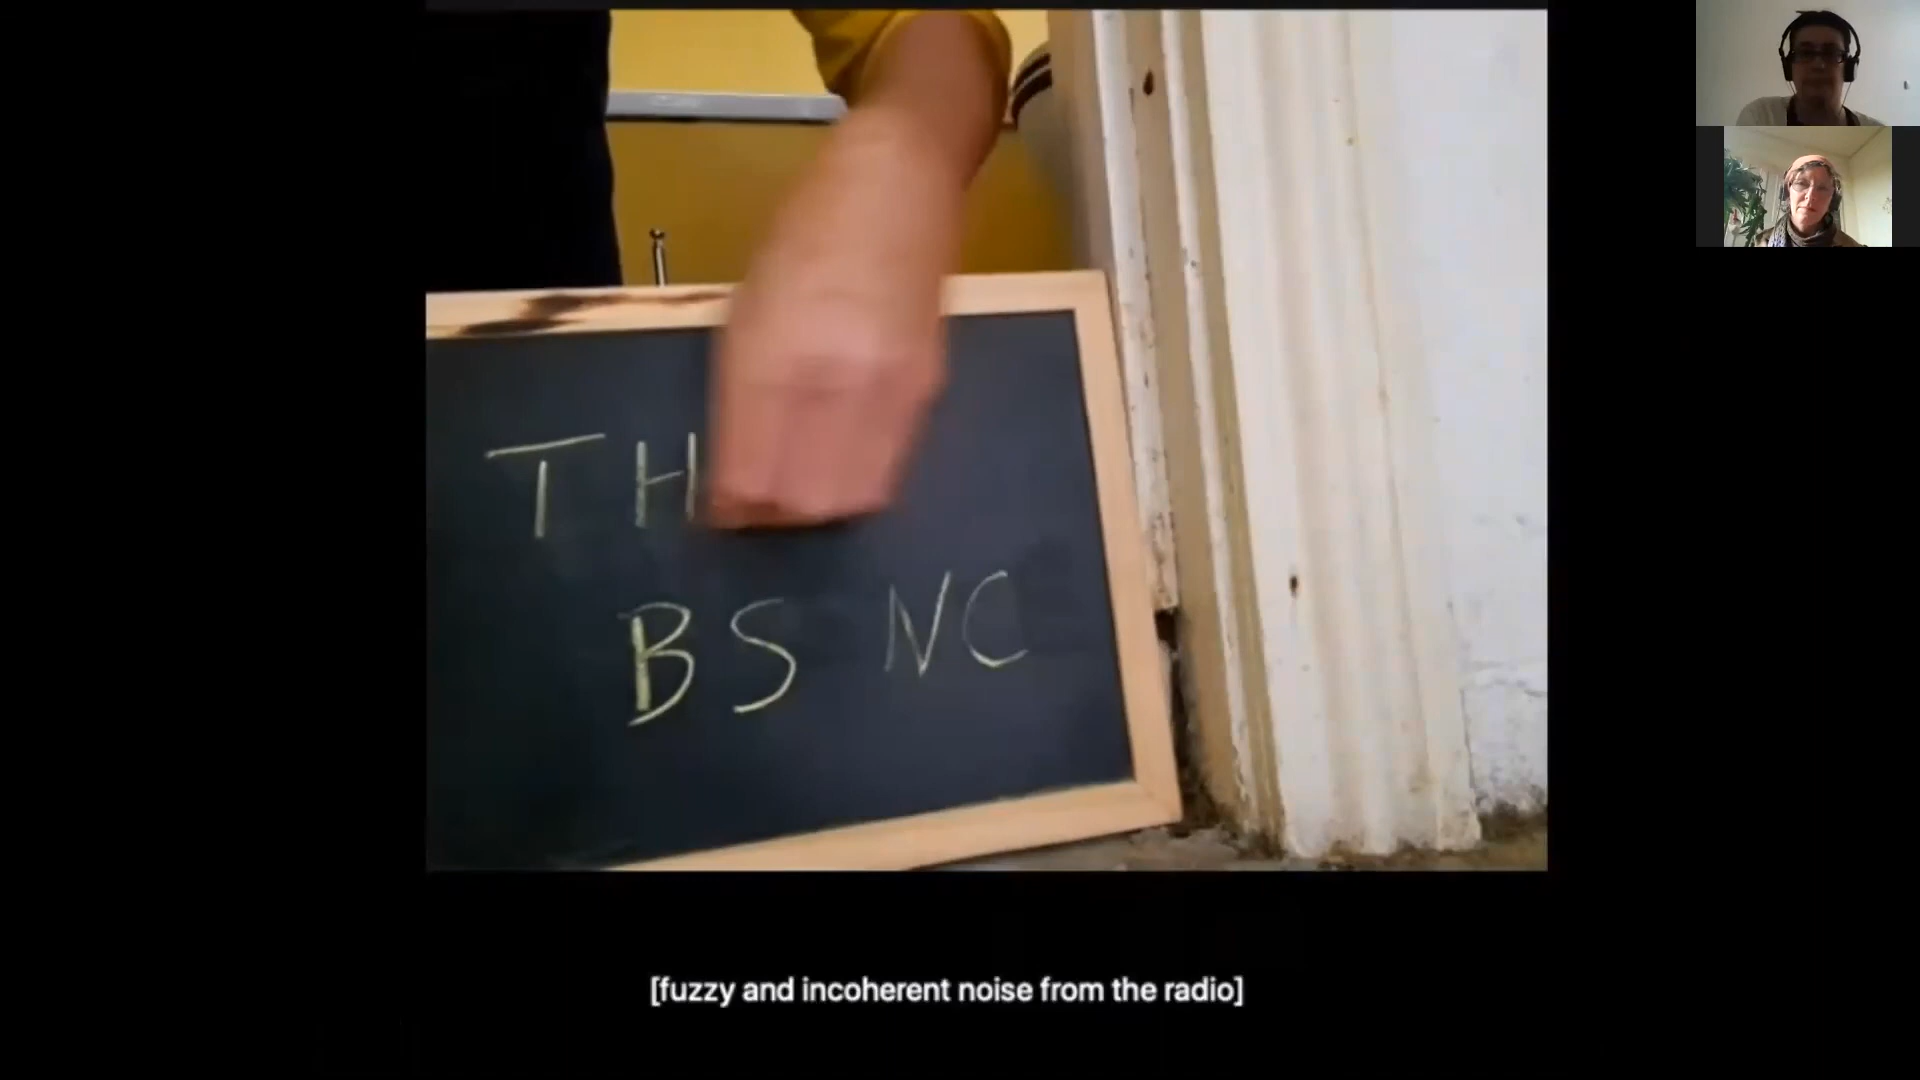 TH
BS NC
[fuzzy and incoherent noise from the radio]